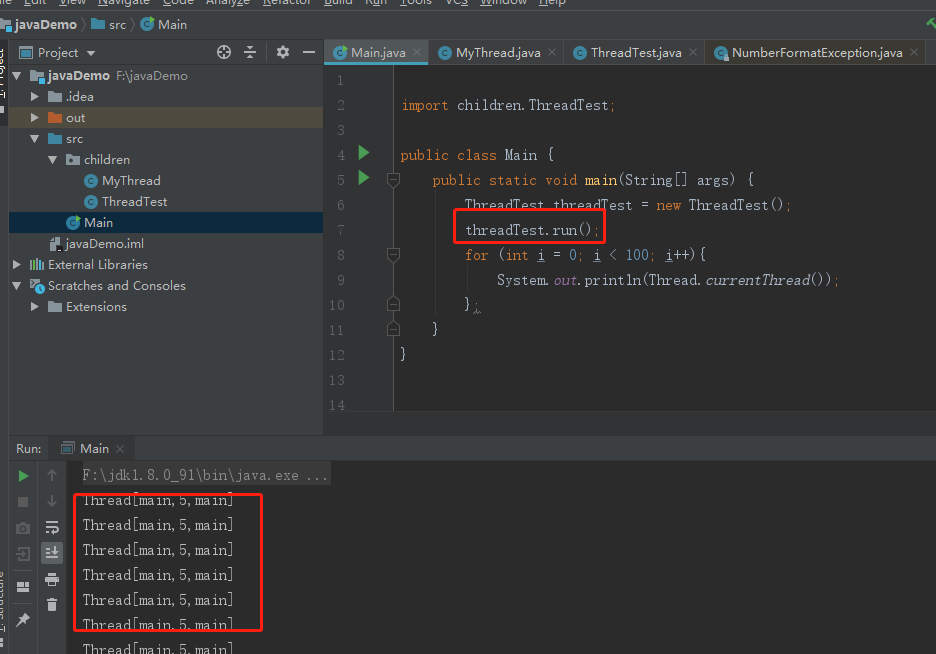 Edit View Navigate Code Analyze Refactor Build Run Tools VCS Window Help
javaDemo src Main
Project
Main.java MyThread.java ThreadTest.java NumberFormatException.java
javaDemo F:\javaDemo
.idea
out
src
children
MyThread
ThreadTest
Main
javaDemo.iml
External Libraries
Scratches and Consoles
Extensions
1
2 import children.ThreadTest;
3
4 public class Main {
5 public static void main(String[] args) {
6 ThreadTest threadTest = new ThreadTest();
7 threadTest.run();
8 for (int i = 0; i < 100; i++){
9 System.out.println(Thread.currentThread());
10 };
11 }
12 }
13
14
Run: Main
F:\jdk1.8.0_91\bin\java.exe ...
Thread[main,5,main]
Thread[main,5,main]
Thread[main,5,main]
Thread[main,5,main]
Thread[main,5,main]
Thread[main,5,main]
Thread[main,5,main]